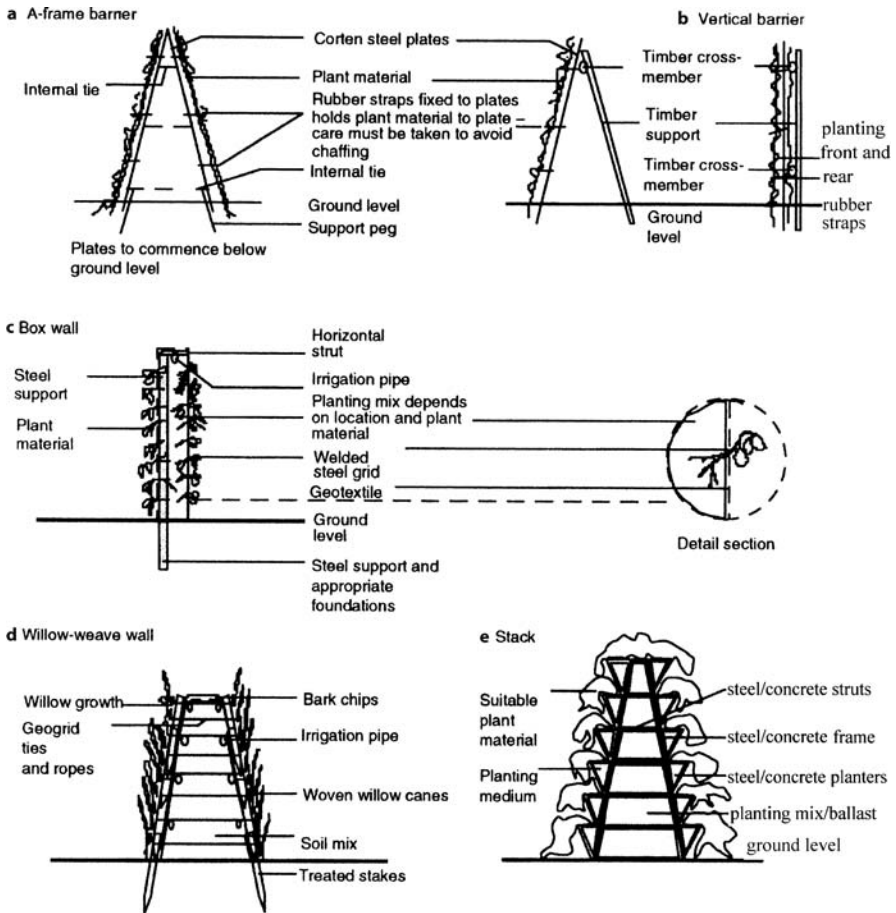 a A-frame barrier
Corten steel plates
Internal tie
Plant material
Rubber straps fixed to plates
holds plant material to plate –
care must be taken to avoid
chaffing
Internal tie
Ground level
Support peg
Plates to commence below
ground level
b Vertical barrier
Timber cross-
member
Timber
support
Timber cross-
member
Ground
level
planting
front and
rear
rubber
straps
c Box wall
Steel
support
Plant
material
Horizontal
strut
Irrigation pipe
Planting mix depends
on location and plant
material
Welded
steel grid
Geotextile
Ground
level
Steel support and
appropriate
foundations
Detail section
d Willow-weave wall
Willow growth
Geogrid
ties
and ropes
Bark chips
Irrigation pipe
Woven willow canes
Soil mix
Treated stakes
e Stack
Suitable
plant
material
Planting
medium
steel/concrete struts
steel/concrete frame
steel/concrete planters
planting mix/ballast
ground level